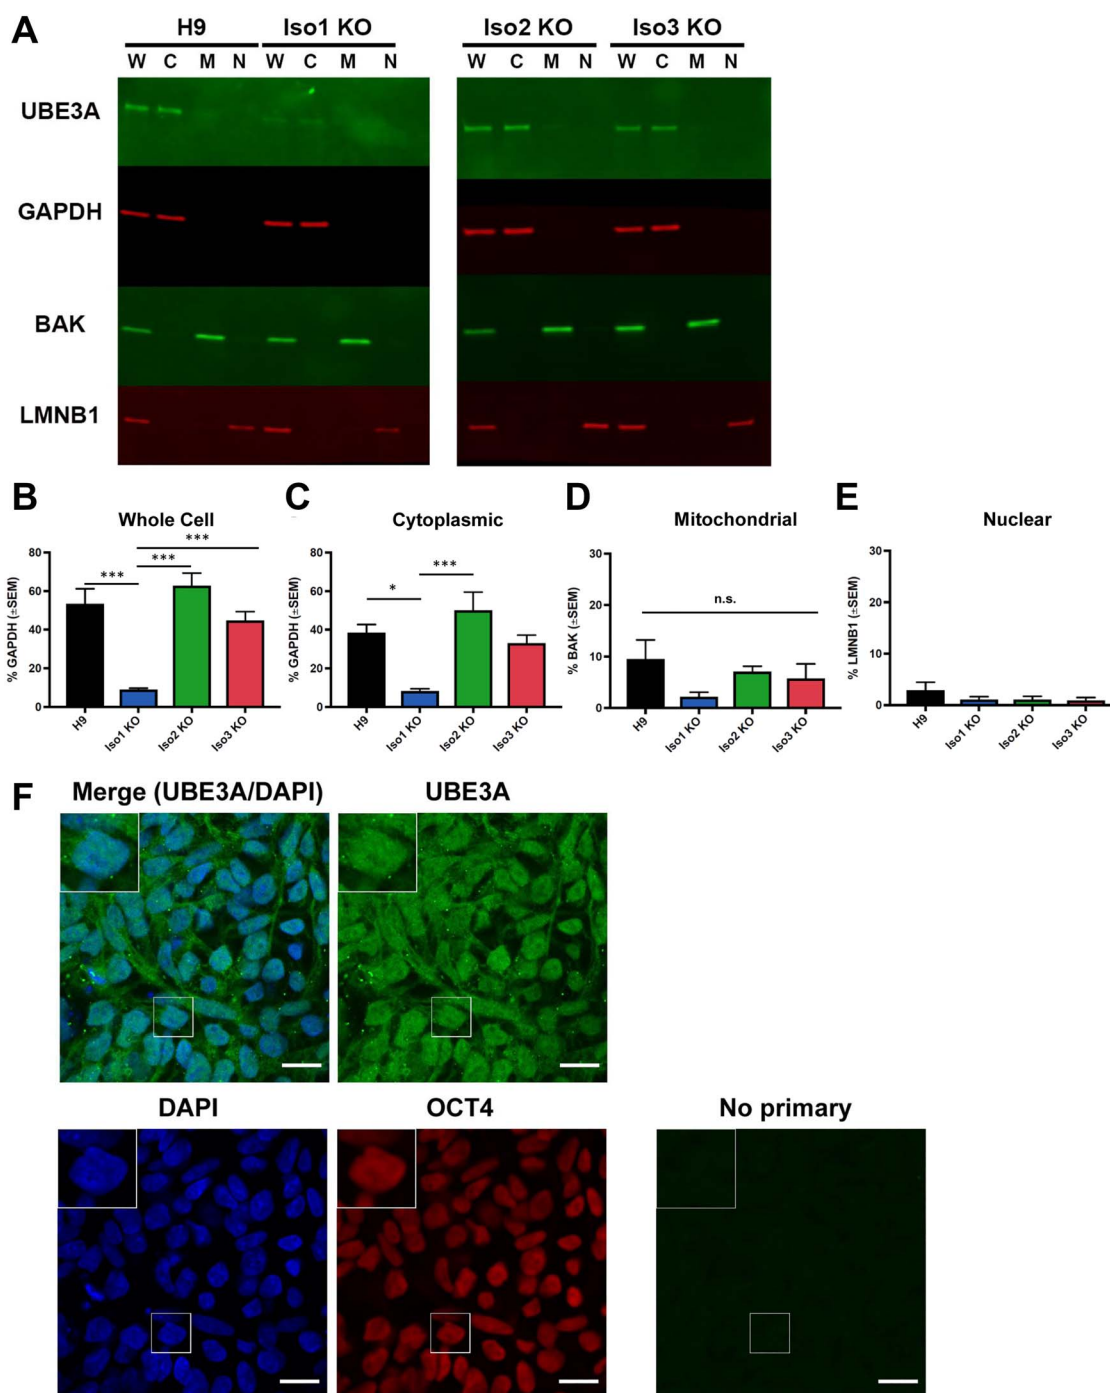 A
H9 Iso1 KO Iso2 KO Iso3 KO
W C M N W C M N W C M N W C M N
UBE3A
GAPDH
BAK
LMNB1
B C D E
Whole Cell Cytoplasmic Mitochondrial Nuclear
% GAPDH (±SEM)
80
60
40
20
0
***
***
***
H9
Iso1 KO
Iso2 KO
Iso3 KO
% GAPDH (±SEM)
80
60
40
20
0
*
***
H9
Iso1 KO
Iso2 KO
Iso3 KO
% BAK (±SEM)
30
20
10
0
n.s.
H9
Iso1 KO
Iso2 KO
Iso3 KO
% LMNB1 (±SEM)
30
20
10
0
H9
Iso1 KO
Iso2 KO
Iso3 KO
F
Merge (UBE3A/DAPI) UBE3A
DAPI OCT4 No primary